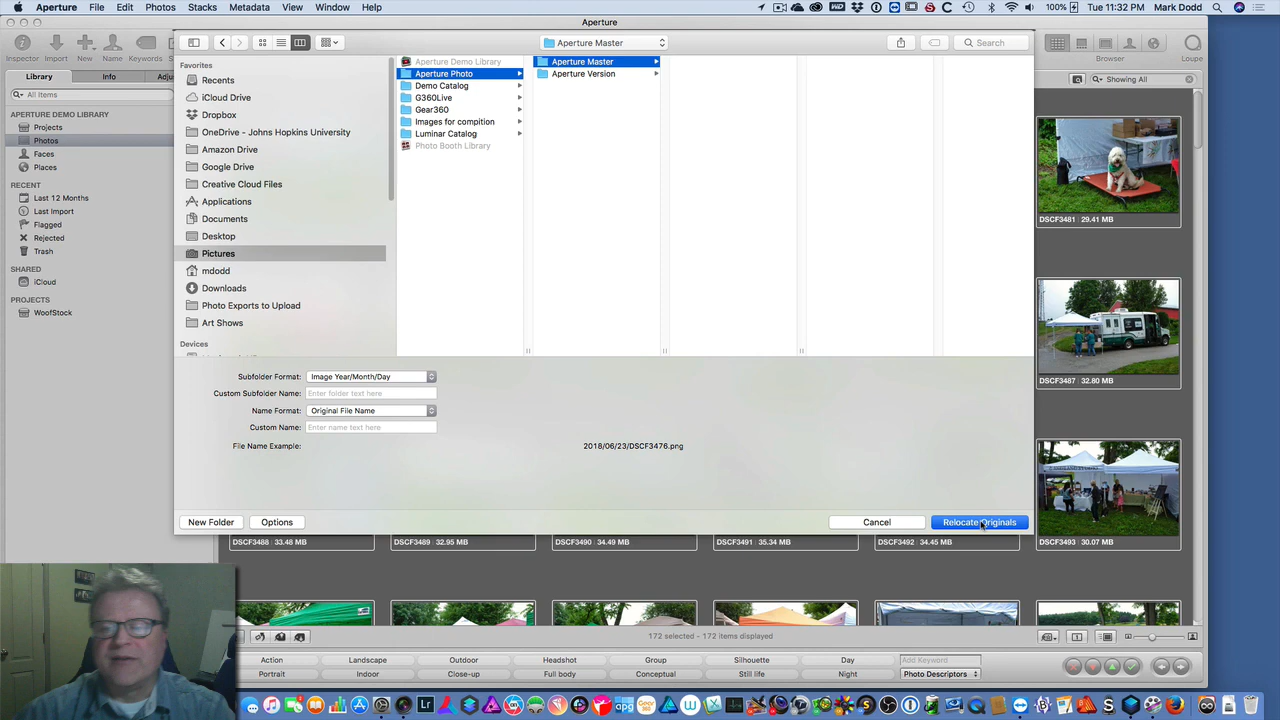 Aperture File Edit Photos Stacks Metadata View Window Help 100% Tue 11:32 PM Mark Dodd
Aperture
Inspector Import New Name Keywords
Aperture Master
Search
Browser Loupe
Library Info
All Items
Showing All
APERTURE DEMO LIBRARY
Projects
Photos
Faces
Places
RECENT
Last 12 Months
Last Import
Flagged
Rejected
Trash
SHARED
iCloud
PROJECTS
WoofStock
Favorites
Recents
iCloud Drive
Dropbox
OneDrive - Johns Hopkins University
Amazon Drive
Google Drive
Creative Cloud Files
Applications
Documents
Desktop
Pictures
mdodd
Downloads
Photo Exports to Upload
Art Shows
Devices
Aperture Demo Library
Aperture Photo
Demo Catalog
G360Live
Gear360
Images for compition
Luminar Catalog
Photo Booth Library
Aperture Master
Aperture Version
Subfolder Format: Image Year/Month/Day
Custom Subfolder Name: Enter folder text here
Name Format: Original File Name
Custom Name: Enter name text here
File Name Example: 2018/06/23/DSCF3476.png
New Folder Options Cancel Relocate Originals
DSCF3481 29.41 MB
DSCF3487 32.80 MB
DSCF3488 33.48 MB DSCF3489 32.95 MB DSCF3490 34.49 MB DSCF3491 35.34 MB DSCF3492 34.45 MB DSCF3493 30.07 MB
172 selected - 172 items displayed
Action Landscape Outdoor Headshot Group Silhouette Day Add Keyword
Portrait Indoor Close-up Full body Conceptual Still life Night Photo Descriptors